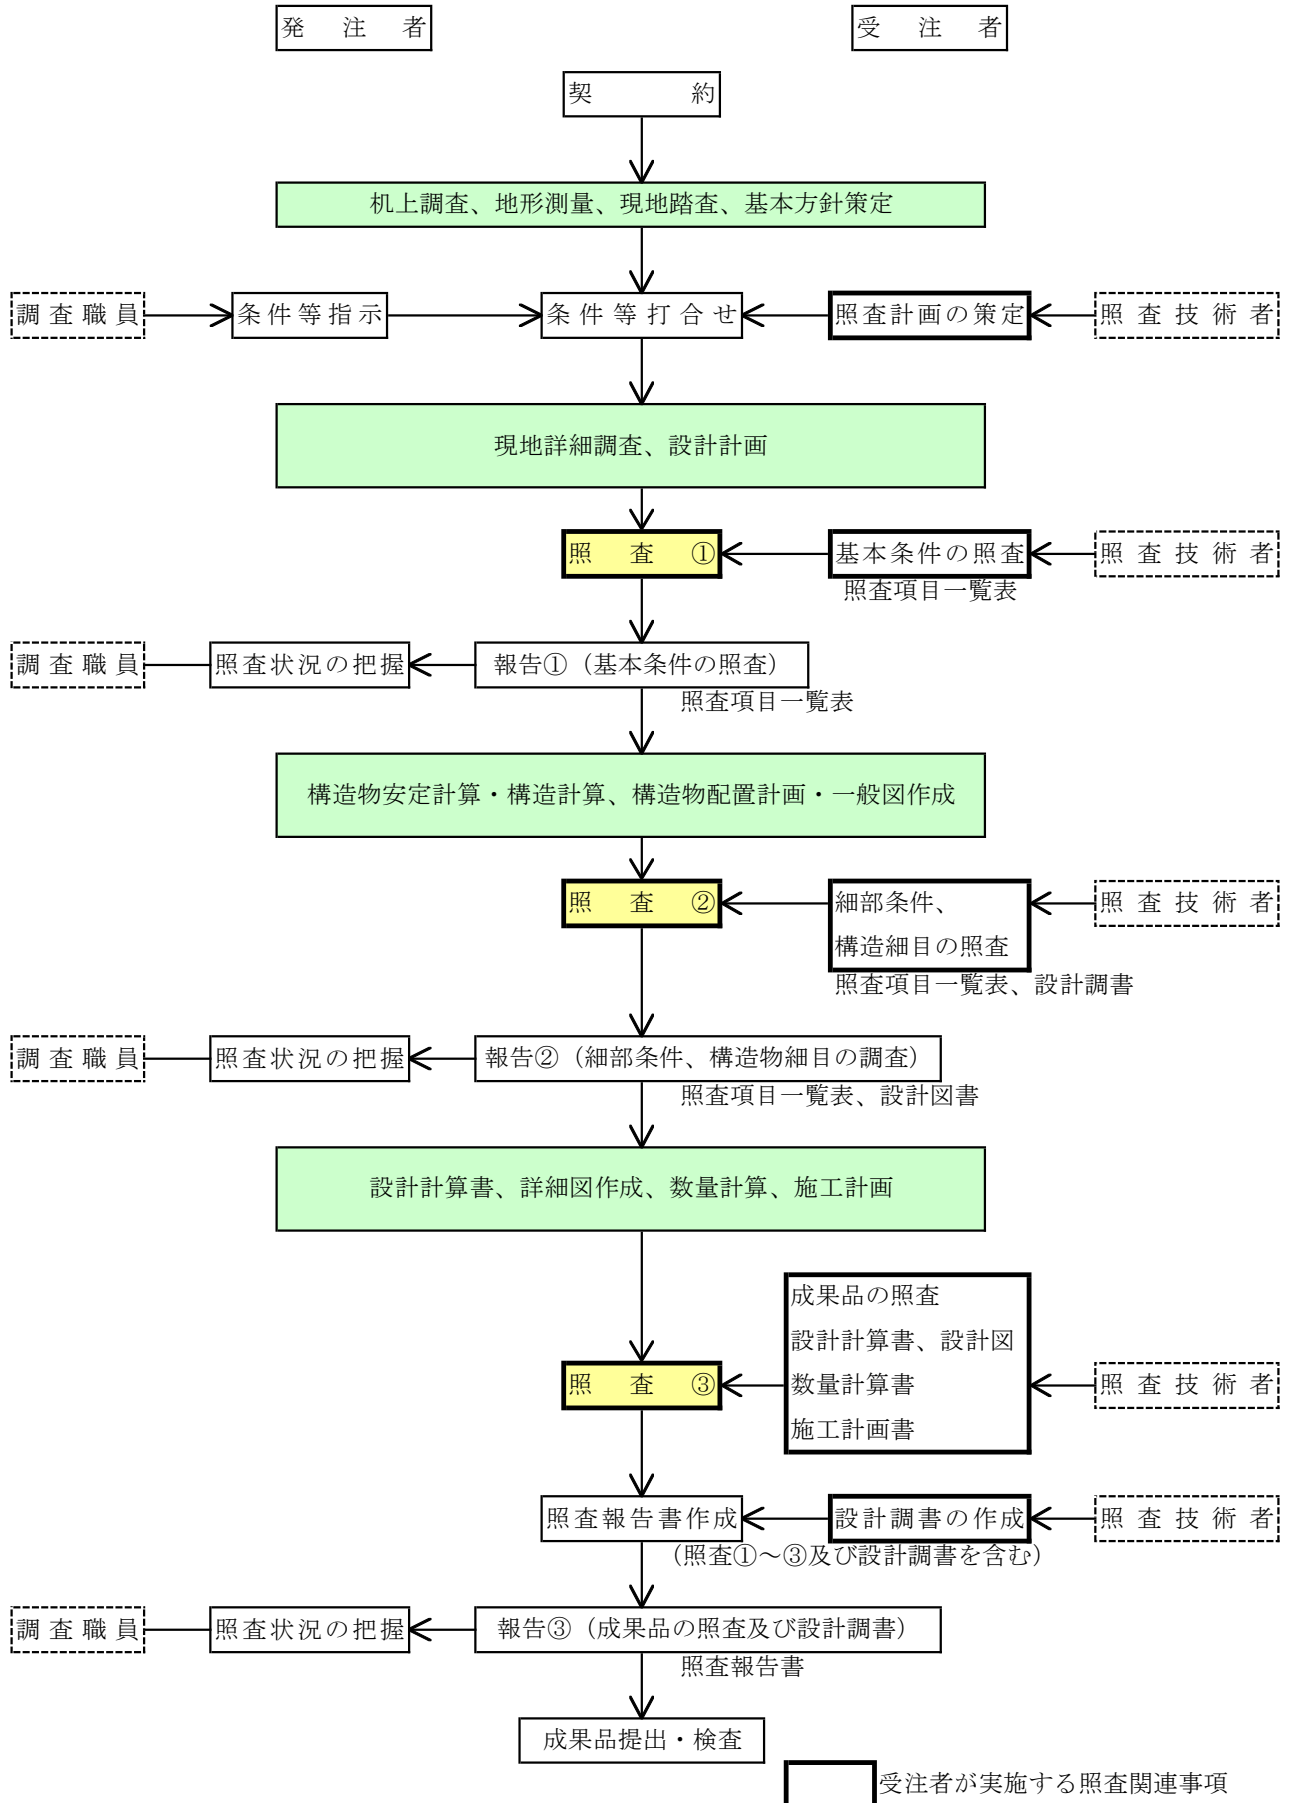 発注者
受注者
契約
机上調査、地形測量、現地踏査、基本方針策定
調査職員
条件等指示
条件等打合せ
照査計画の策定
照査技術者
現地詳細調査、設計計画
照査①
基本条件の照査
照査技術者
照査項目一覧表
調査職員
照査状況の把握
報告①（基本条件の照査）
照査項目一覧表
構造物安定計算・構造計算、構造物配置計画・一般図作成
照査②
細部条件、
構造細目の照査
照査技術者
照査項目一覧表、設計調書
調査職員
照査状況の把握
報告②（細部条件、構造物細目の調査）
照査項目一覧表、設計図書
設計計算書、詳細図作成、数量計算、施工計画
成果品の照査
設計計算書、設計図
照査③
数量計算書
照査技術者
施工計画書
照査報告書作成
設計調書の作成
照査技術者
（照査①～③及び設計調書を含む）
調査職員
照査状況の把握
報告③（成果品の照査及び設計調書）
照査報告書
成果品提出・検査
受注者が実施する照査関連事項